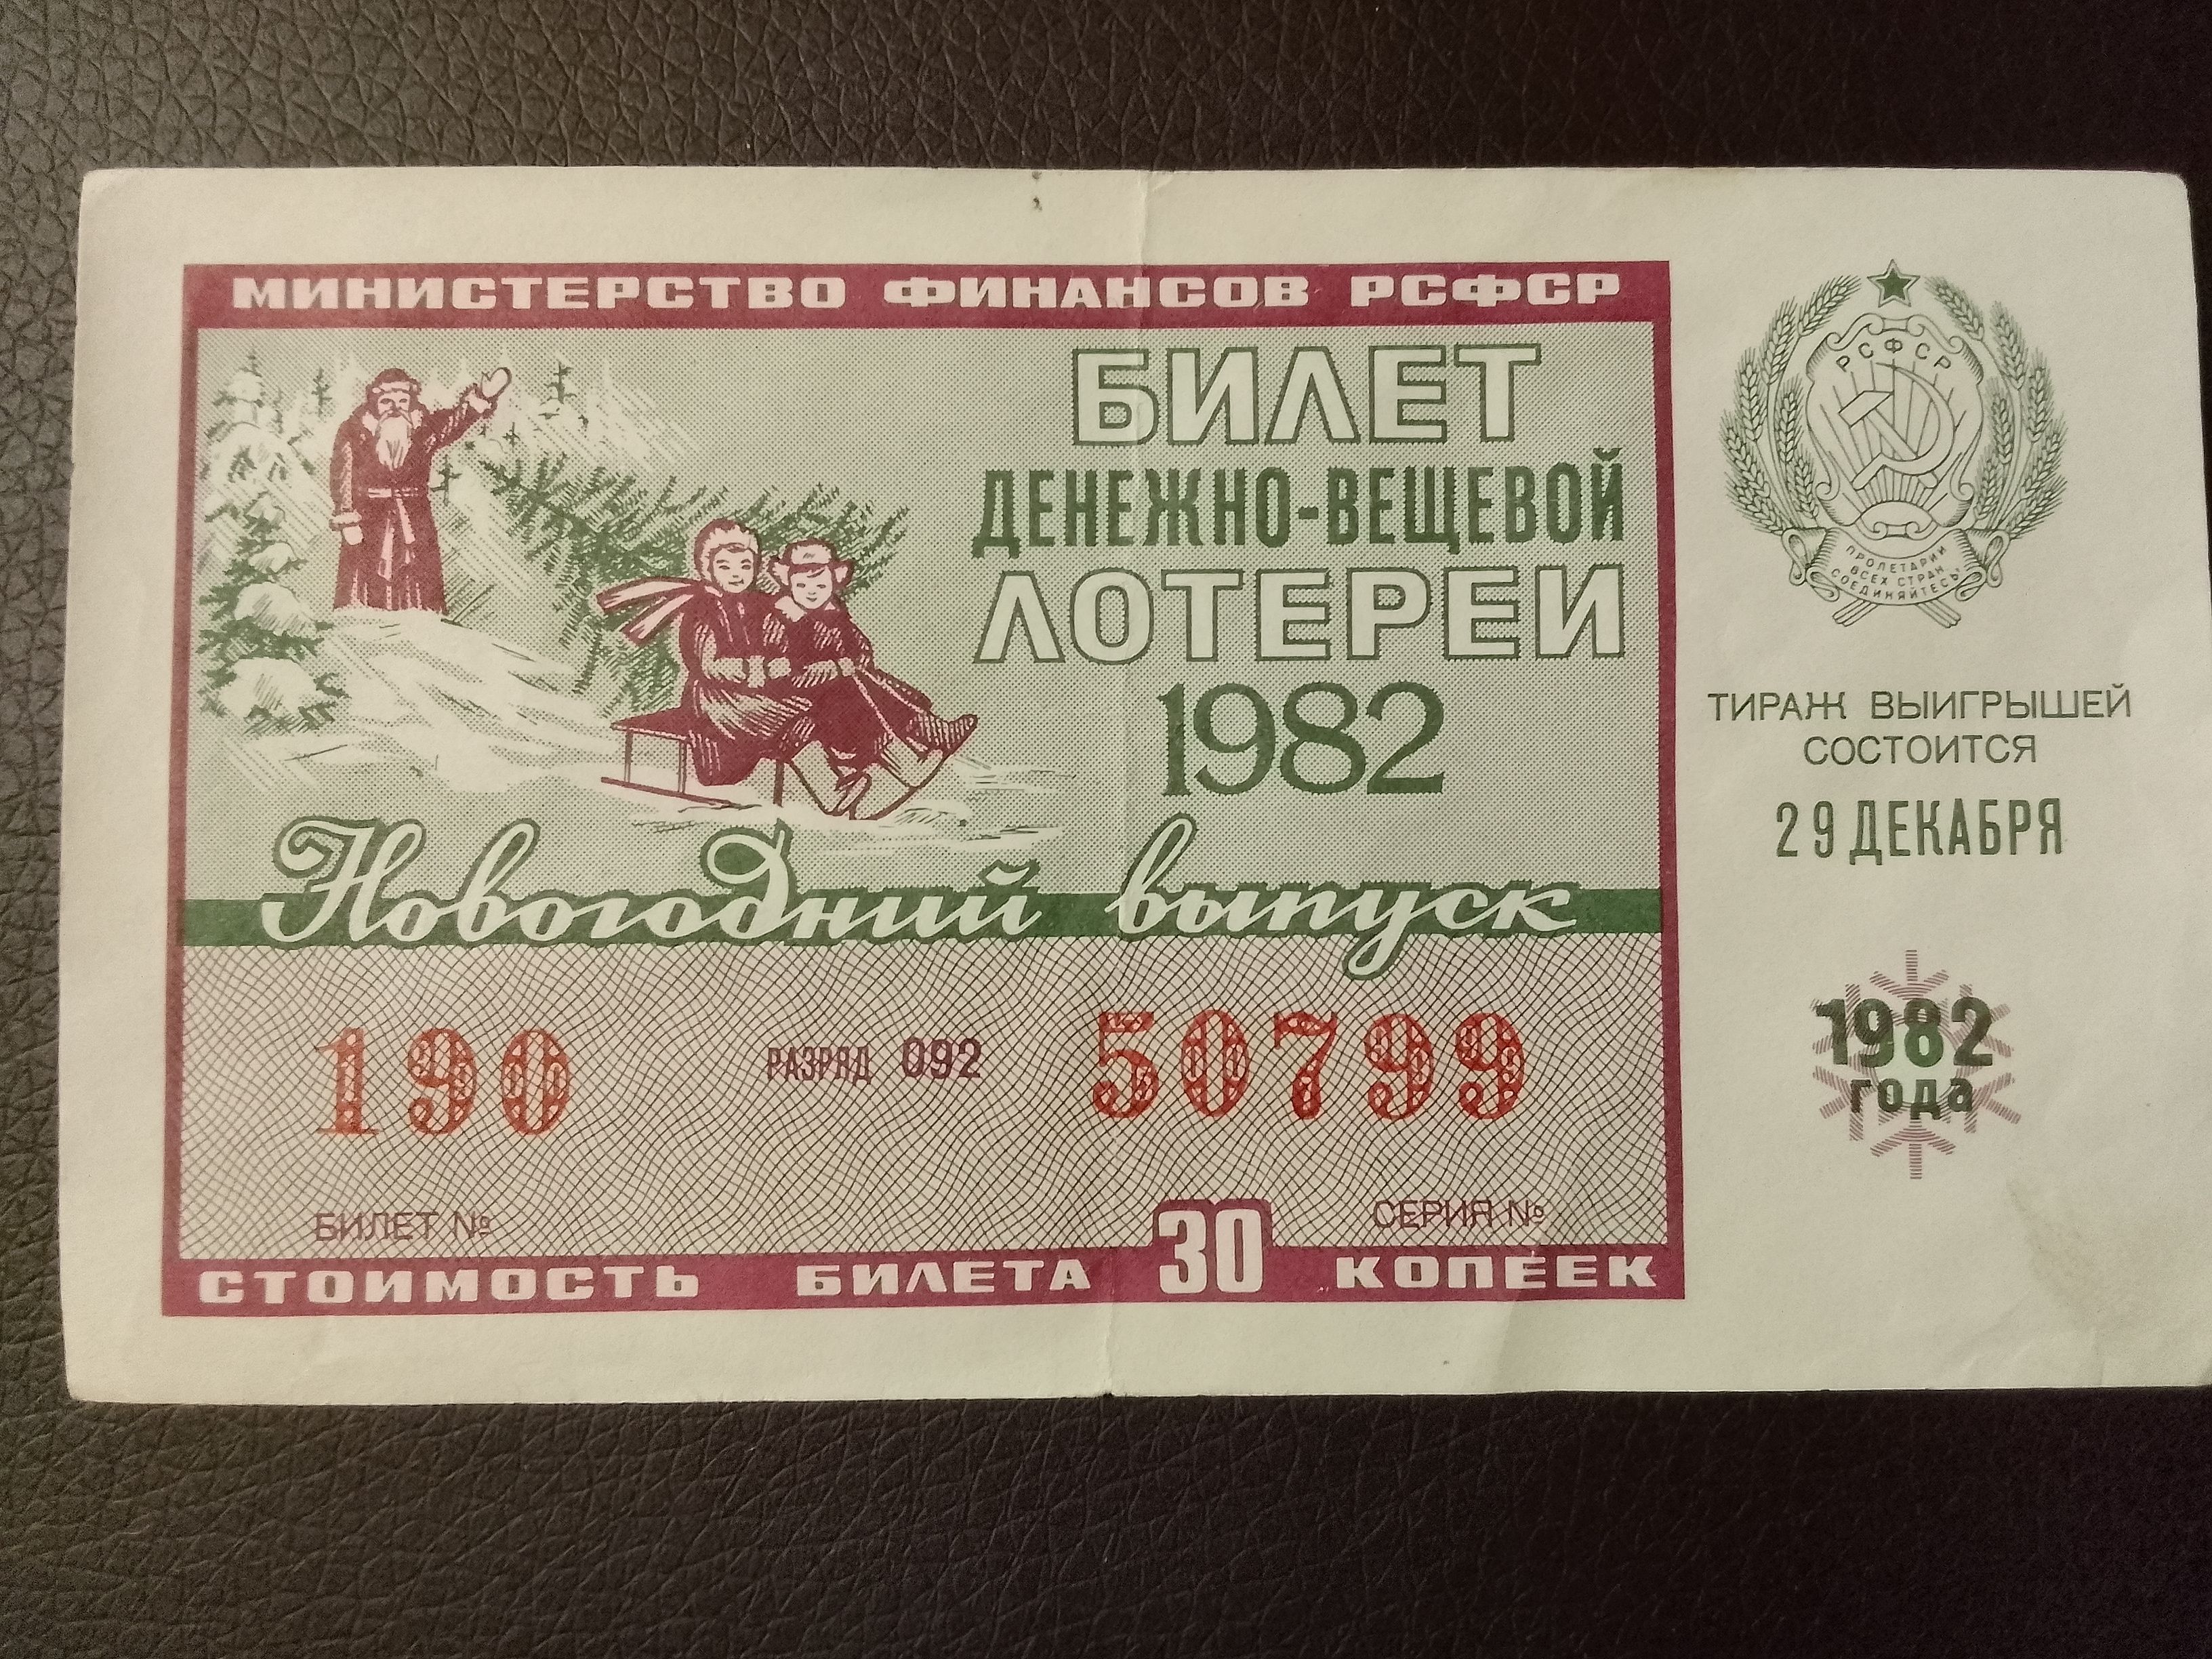 МИНИСТЕРСТВО ФИНАНСОВ РСФСР
БИЛЕТ
ДЕНЕЖНО-ВЕЩЕВОЙ
ЛОТЕРЕИ
1982
Новогодний выпуск
190 РАЗРЯД 092 50799
БИЛЕТ № СЕРИЯ №
СТОИМОСТЬ БИЛЕТА 30 КОПЕЕК
РСФСР
ПРОЛЕТАРИИ
ВСЕХ СТРАН,
СОЕДИНЯЙТЕСЬ!
ТИРАЖ ВЫИГРЫШЕЙ
СОСТОИТСЯ
29 ДЕКАБРЯ
1982
года